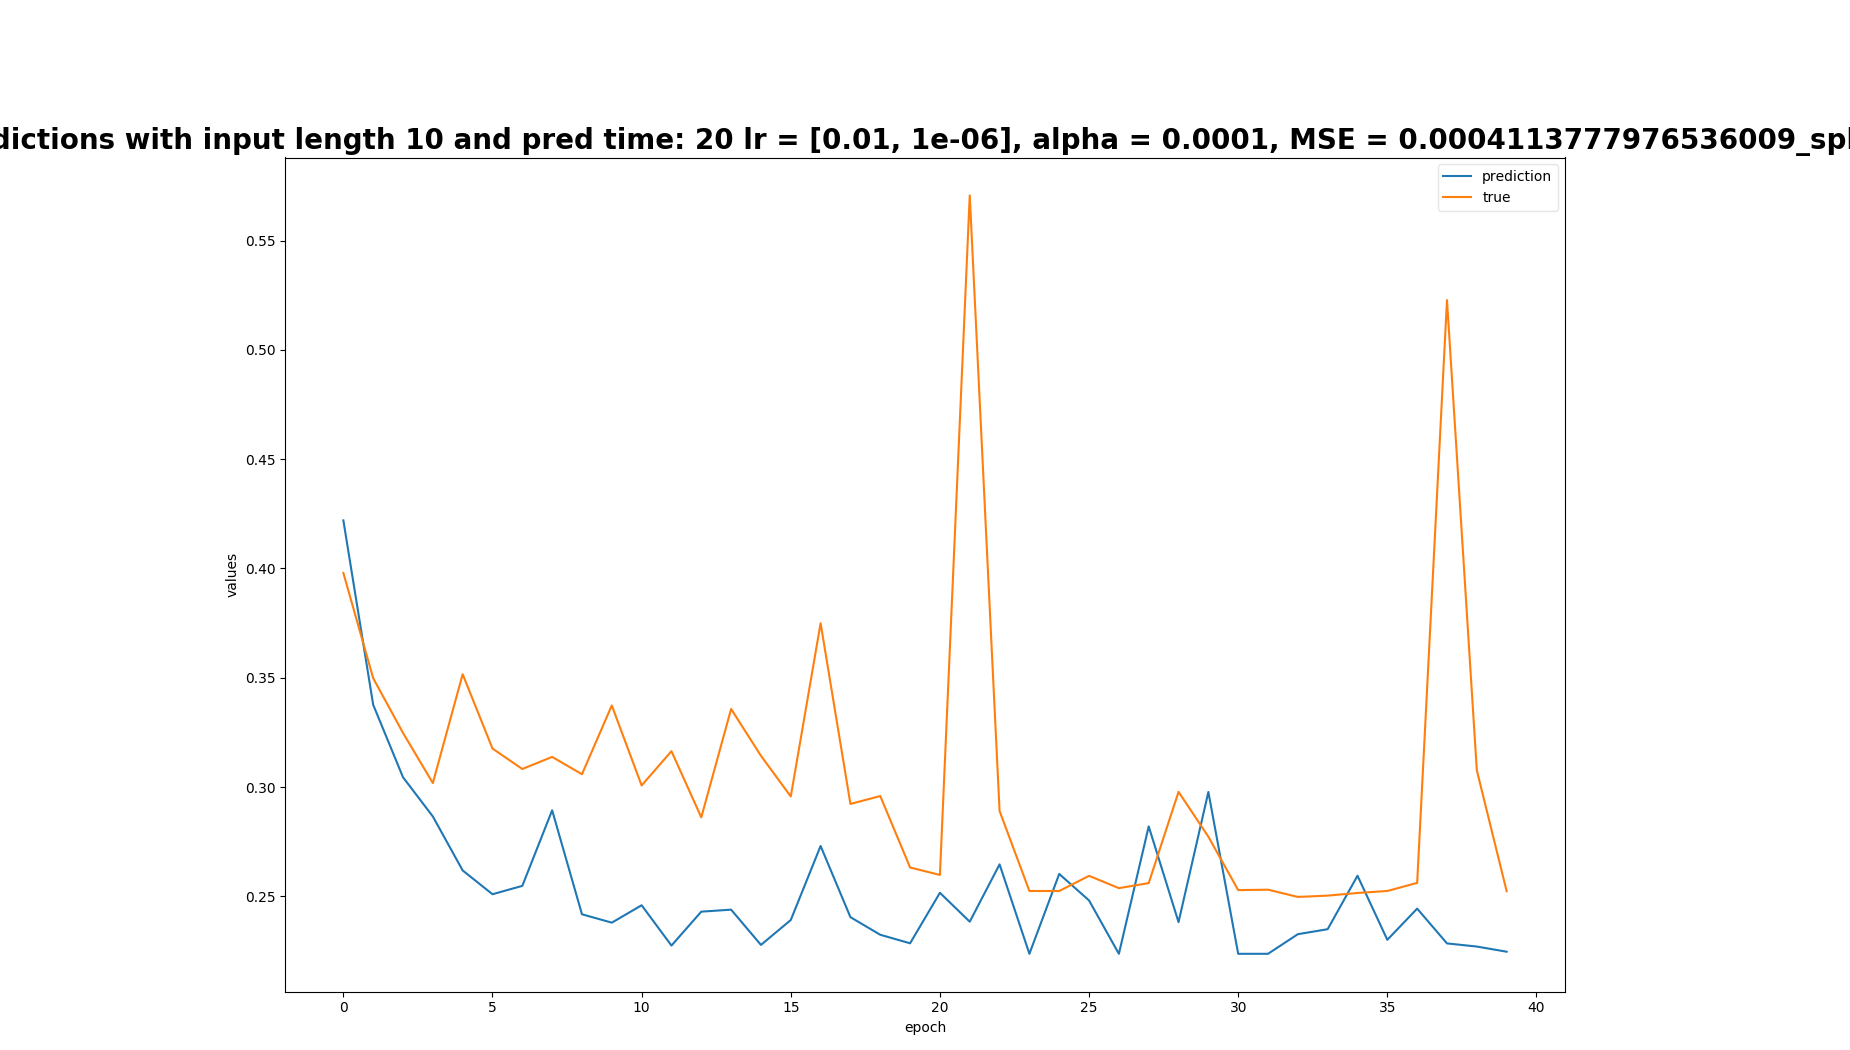 dictions with input length 10 and pred time: 20 lr = [0.01, 1e-06], alpha = 0.0001, MSE = 0.0004113777976536009_spl
prediction
true
0.55
0.50
0.45
0.40
0.35
0.30
0.25
values
0 5 10 15 20 25 30 35 40
epoch